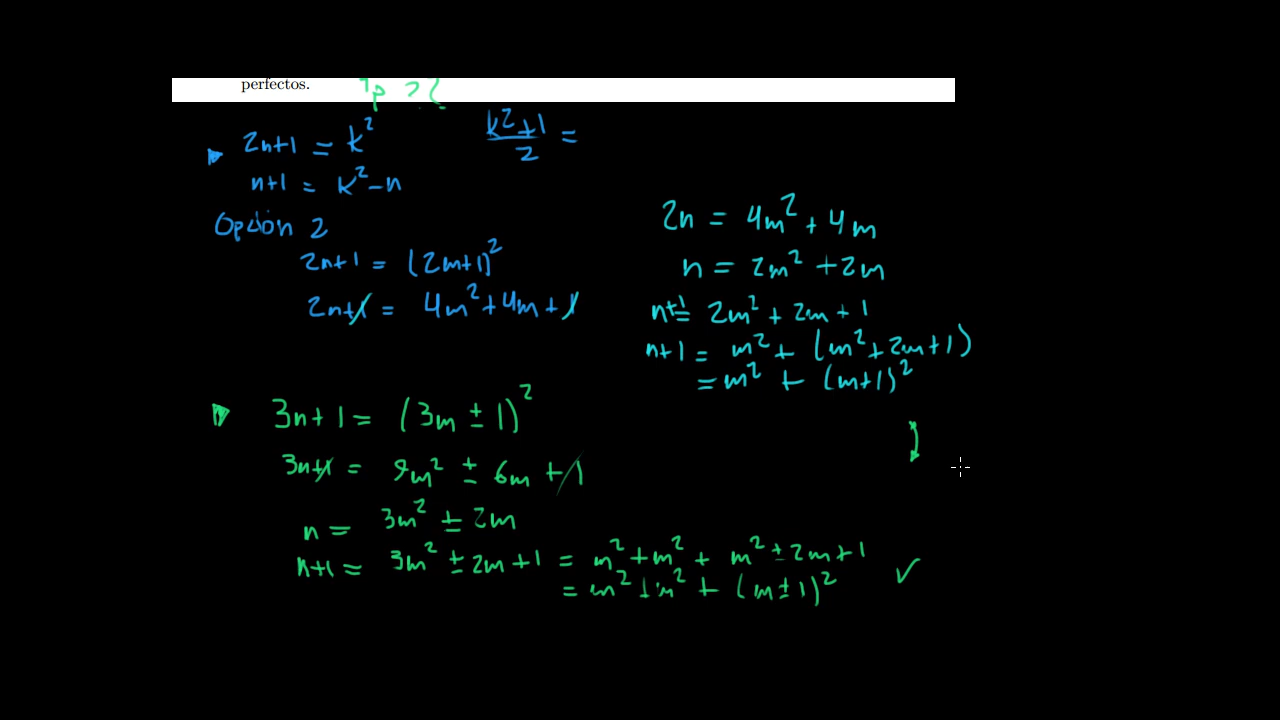 perfectos.
2n+1 = k²
n+1 = k²-n
(k²+1)/2 =
Opción 2
2n+1 = (2m+1)²
2n+1 = 4m²+4m+1
2n = 4m²+4m
n = 2m²+2m
n+1 = 2m²+2m+1
n+1 = m²+(m²+2m+1)
= m² + (m+1)²
3n+1 = (3m ± 1)²
3n+1 = 9m² ± 6m + 1
n = 3m² ± 2m
n+1 = 3m² ± 2m + 1 = m² + m² + m² ± 2m + 1
= m² + m² + (m±1)² ✓